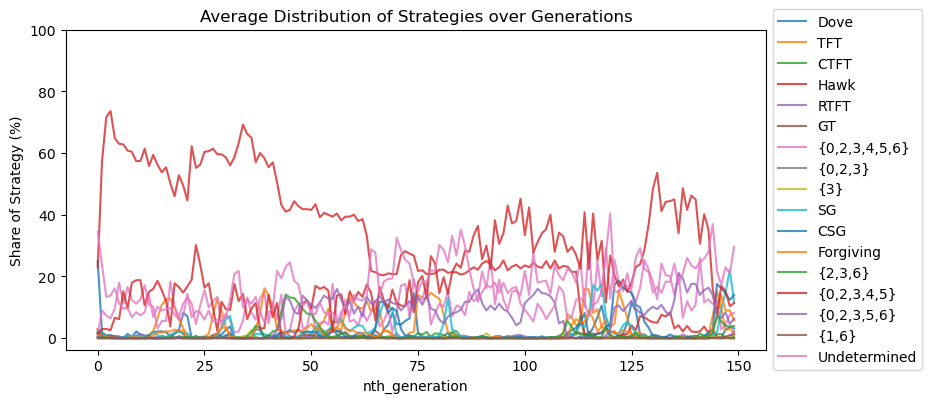 Average Distribution of Strategies over Generations
Share of Strategy (%)
100
80
60
40
20
0
0
25
50
75
100
125
150
nth_generation
Dove
TFT
CTFT
Hawk
RTFT
GT
{0,2,3,4,5,6}
{0,2,3}
{3}
SG
CSG
Forgiving
{2,3,6}
{0,2,3,4,5}
{0,2,3,5,6}
{1,6}
Undetermined